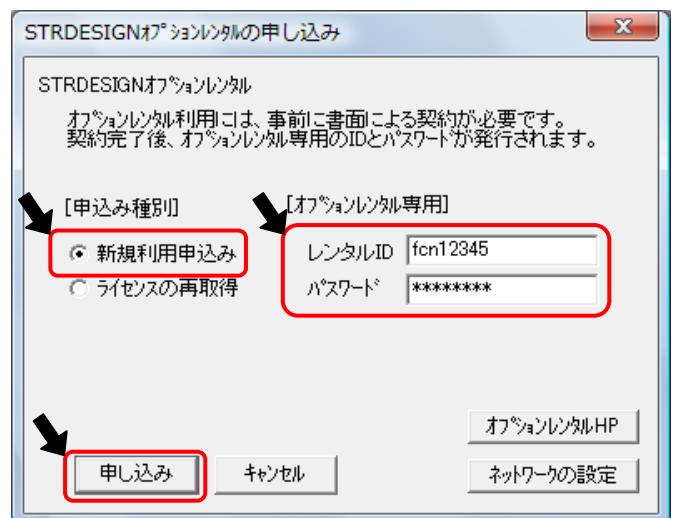 STRDESIGNｵﾌﾟｼｮﾝﾚﾝﾀﾙの申し込み
STRDESIGNｵﾌﾟｼｮﾝﾚﾝﾀﾙ
ｵﾌﾟｼｮﾝﾚﾝﾀﾙ利用には、事前に書面による契約が必要です。
契約完了後、ｵﾌﾟｼｮﾝﾚﾝﾀﾙ専用のIDとﾊﾟｽﾜｰﾄﾞが発行されます。
[申込み種別]
[ｵﾌﾟｼｮﾝﾚﾝﾀﾙ専用]
新規利用申込み
レンタルID fcn12345
ﾗｲｾﾝｽの再取得
ﾊﾟｽﾜｰﾄﾞ ********
ｵﾌﾟｼｮﾝﾚﾝﾀﾙHP
申し込み ｷｬﾝｾﾙ ﾈｯﾄﾜｰｸの設定